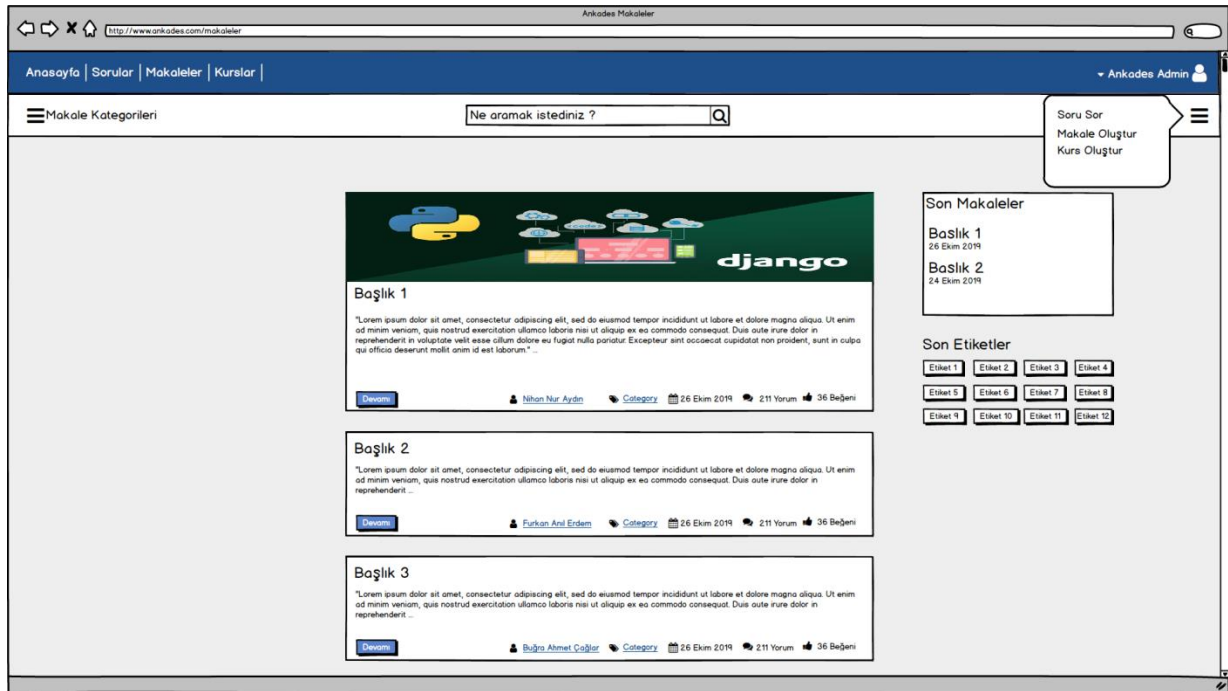 Ankades Makaleler
http://www.ankades.com/makaleler
Anasayfa | Sorular | Makaleler | Kurslar |
Ankades Admin
Makale Kategorileri
Ne aramak istediniz ?
Soru Sor
Makale Oluştur
Kurs Oluştur
django
Başlık 1
"Lorem ipsum dolor sit amet, consectetur adipiscing elit, sed do eiusmod tempor incididunt ut labore et dolore magna aliqua. Ut enim
ad minim veniam, quis nostrud exercitation ullamco laboris nisi ut aliquip ex ea commodo consequat. Duis aute irure dolor in
reprehenderit in voluptate velit esse cillum dolore eu fugiat nulla pariatur. Excepteur sint occaecat cupidatat non proident, sunt in culpa
qui officia deserunt mollit anim id est laborum." ...
Devamı Nihan Nur Aydın Category 26 Ekim 2019 211 Yorum 36 Beğeni
Başlık 2
"Lorem ipsum dolor sit amet, consectetur adipiscing elit, sed do eiusmod tempor incididunt ut labore et dolore magna aliqua. Ut enim
ad minim veniam, quis nostrud exercitation ullamco laboris nisi ut aliquip ex ea commodo consequat. Duis aute irure dolor in
reprehenderit ...
Devamı Furkan Anıl Erdem Category 26 Ekim 2019 211 Yorum 36 Beğeni
Başlık 3
"Lorem ipsum dolor sit amet, consectetur adipiscing elit, sed do eiusmod tempor incididunt ut labore et dolore magna aliqua. Ut enim
ad minim veniam, quis nostrud exercitation ullamco laboris nisi ut aliquip ex ea commodo consequat. Duis aute irure dolor in
reprehenderit ...
Devamı Buğra Ahmet Çağlar Category 26 Ekim 2019 211 Yorum 36 Beğeni
Son Makaleler
Baslık 1
26 Ekim 2019
Baslık 2
24 Ekim 2019
Son Etiketler
Etiket 1 Etiket 2 Etiket 3 Etiket 4
Etiket 5 Etiket 6 Etiket 7 Etiket 8
Etiket 9 Etiket 10 Etiket 11 Etiket 12